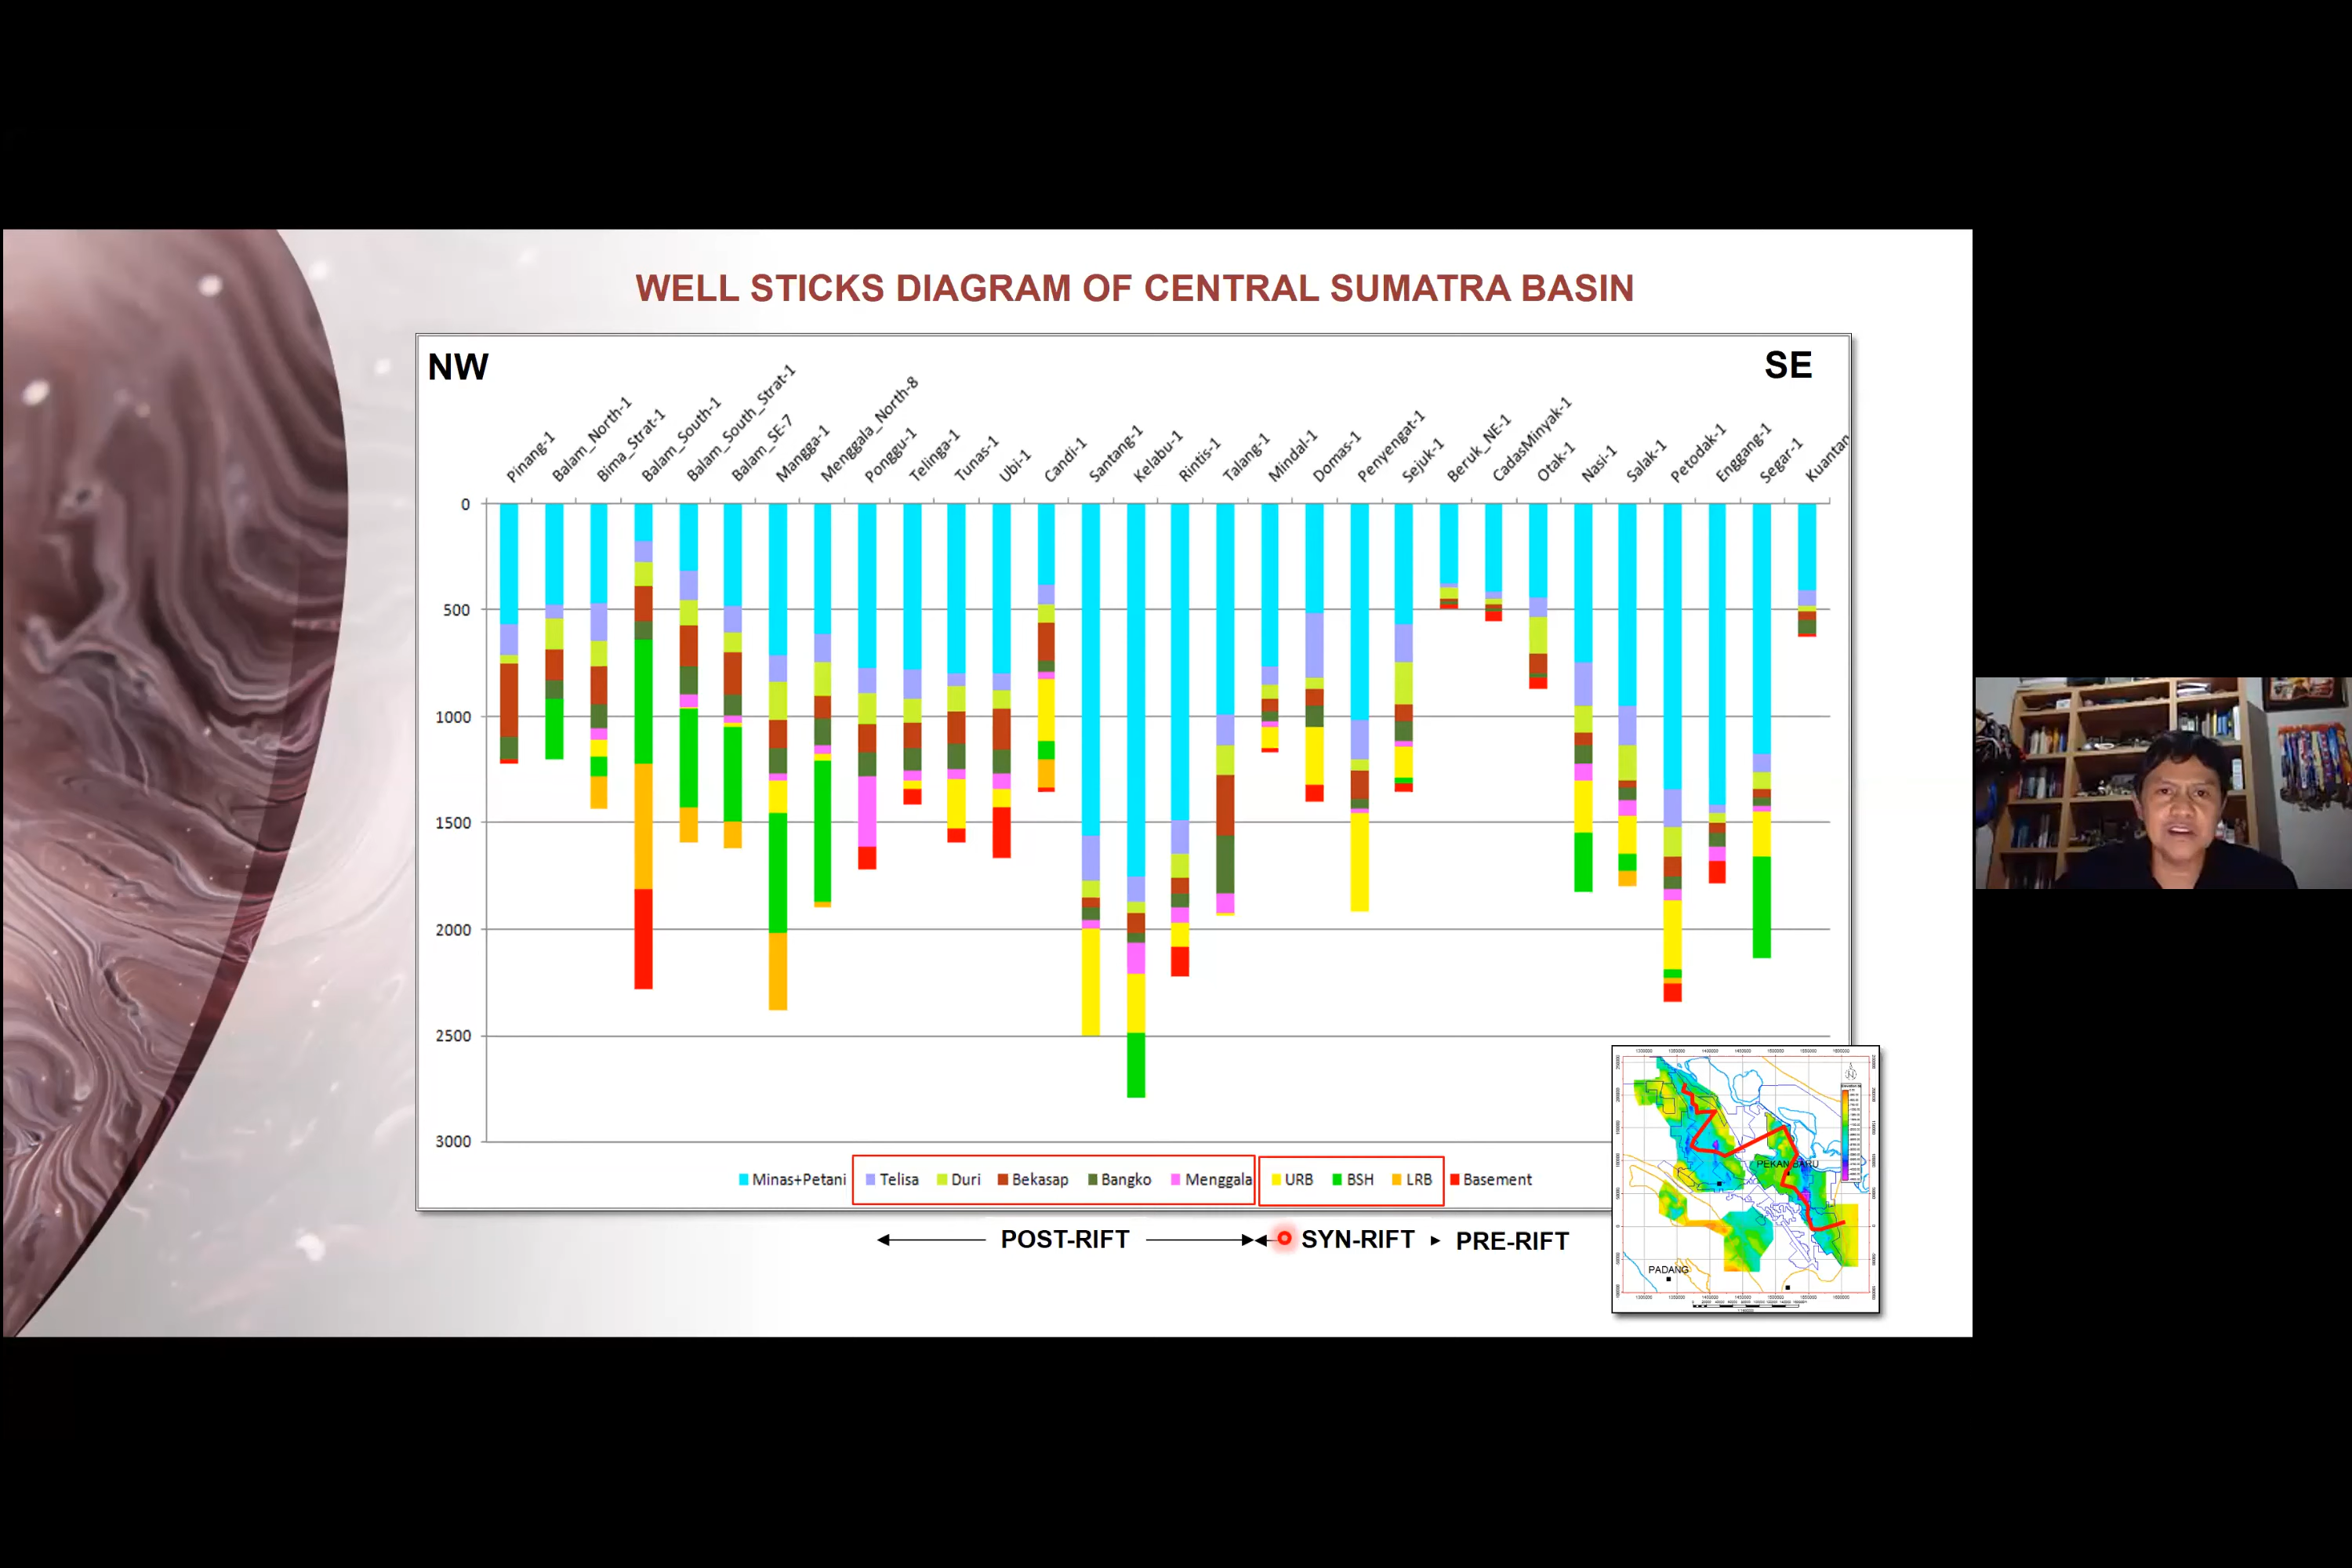 WELL STICKS DIAGRAM OF CENTRAL SUMATRA BASIN
NW
SE
Pinang-1
Balam_North-1
Bima_Strat-1
Balam_South-1
Balam_South_Strat-1
Balam_SE-7
Mangga-1
Menggala_North-8
Ponggu-1
Telinga-1
Tunas-1
Ubi-1
Candi-1
Santang-1
Kelabu-1
Rintis-1
Talang-1
Mindal-1
Domas-1
Penyengat-1
Sejuk-1
Beruk_NE-1
CadasMinyak-1
Otak-1
Nasi-1
Salak-1
Petodak-1
Enggang-1
Segar-1
Kuantan
0
500
1000
1500
2000
2500
3000
Minas+Petani Telisa Duri Bekasap Bangko Menggala URB BSH LRB Basement
POST-RIFT SYN-RIFT PRE-RIFT
PEKAN BARU
PADANG